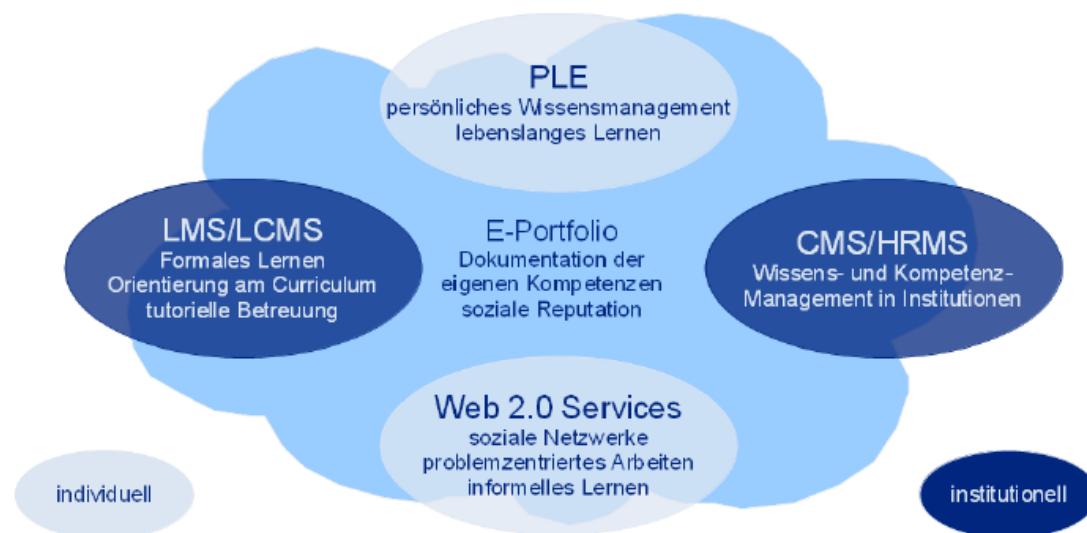 PLE
persönliches Wissensmanagement
lebenslanges Lernen
LMS/LCMS
Formales Lernen
Orientierung am Curriculum
tutorielle Betreuung
E-Portfolio
Dokumentation der
eigenen Kompetenzen
soziale Reputation
CMS/HRMS
Wissens- und Kompetenz-
Management in Institutionen
Web 2.0 Services
soziale Netzwerke
problemzentriertes Arbeiten
informelles Lernen
individuell
institutionell